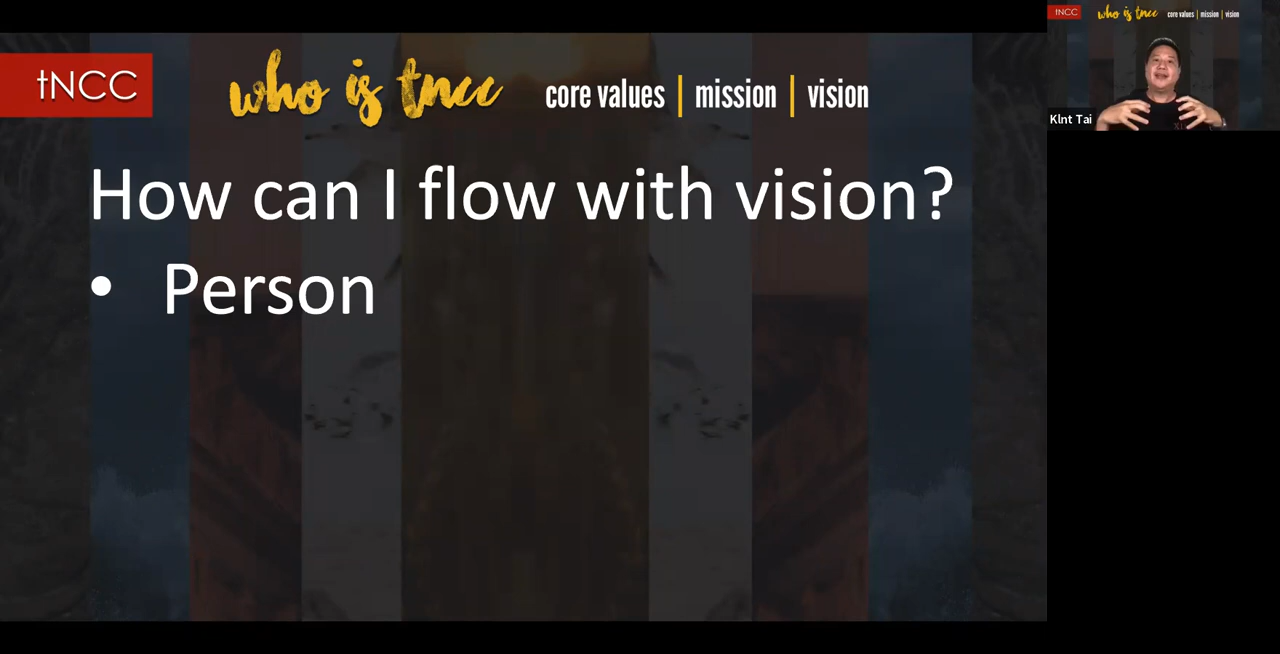 tNCC
who is tncc
core values | mission | vision
How can I flow with vision?
• Person
tNCC
who is tncc
core values | mission | vision
Klnt Tai